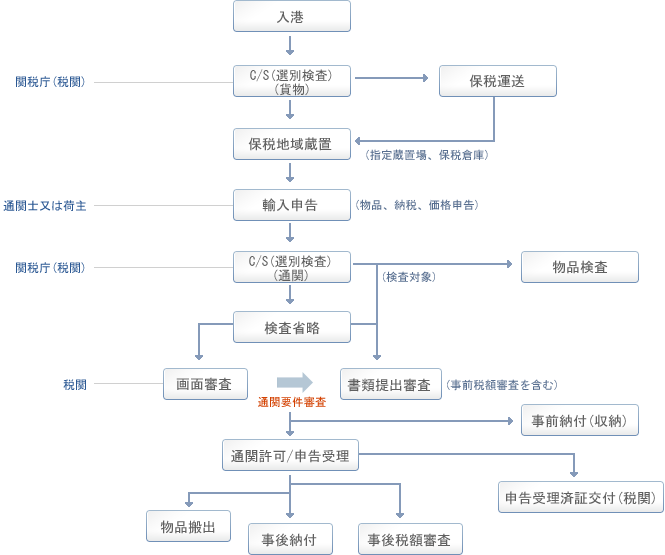 入港
関税庁(税関)
C/S(選別検査)
(貨物)
保税運送
保税地域蔵置
(指定蔵置場、保税倉庫)
通関士又は荷主
輸入申告
(物品、納税、価格申告)
関税庁(税関)
C/S(選別検査)
(通関)
物品検査
(検査対象)
検査省略
税関
画面審査
書類提出審査
(事前税額審査を含む)
通関要件審査
事前納付(収納)
通関許可/申告受理
申告受理済証交付(税関)
物品搬出
事後納付
事後税額審査